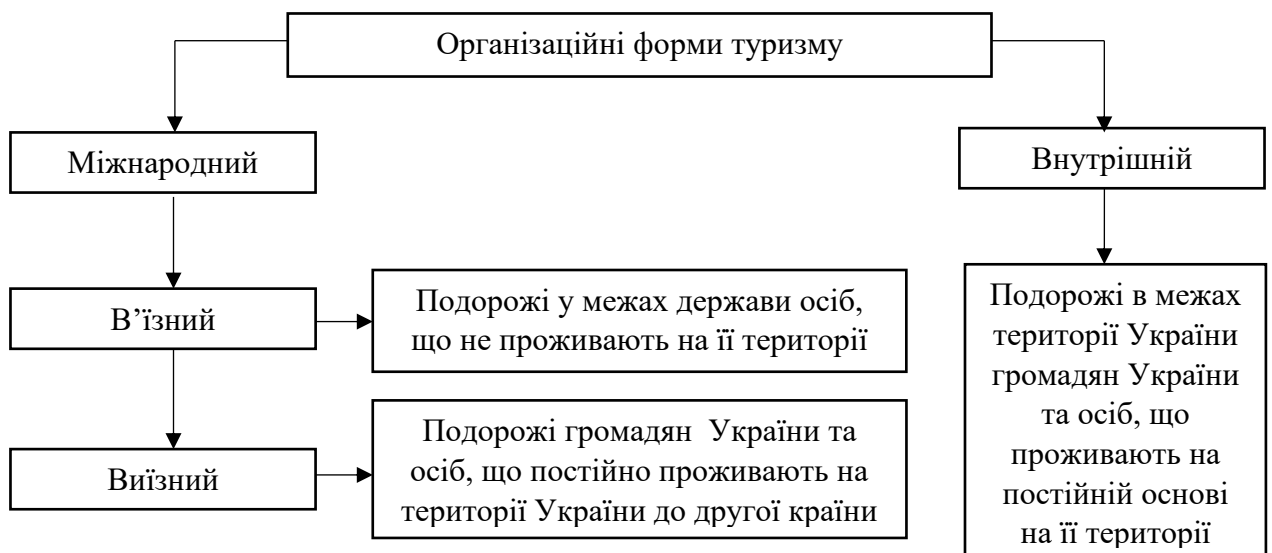 Організаційні форми туризму
Міжнародний
Внутрішній
В’їзний
Подорожі у межах держави осіб,
що не проживають на її території
Виїзний
Подорожі громадян України та
осіб, що постійно проживають на
території України до другої країни
Подорожі в межах
території України
громадян України
та осіб, що
проживають на
постійній основі
на її території